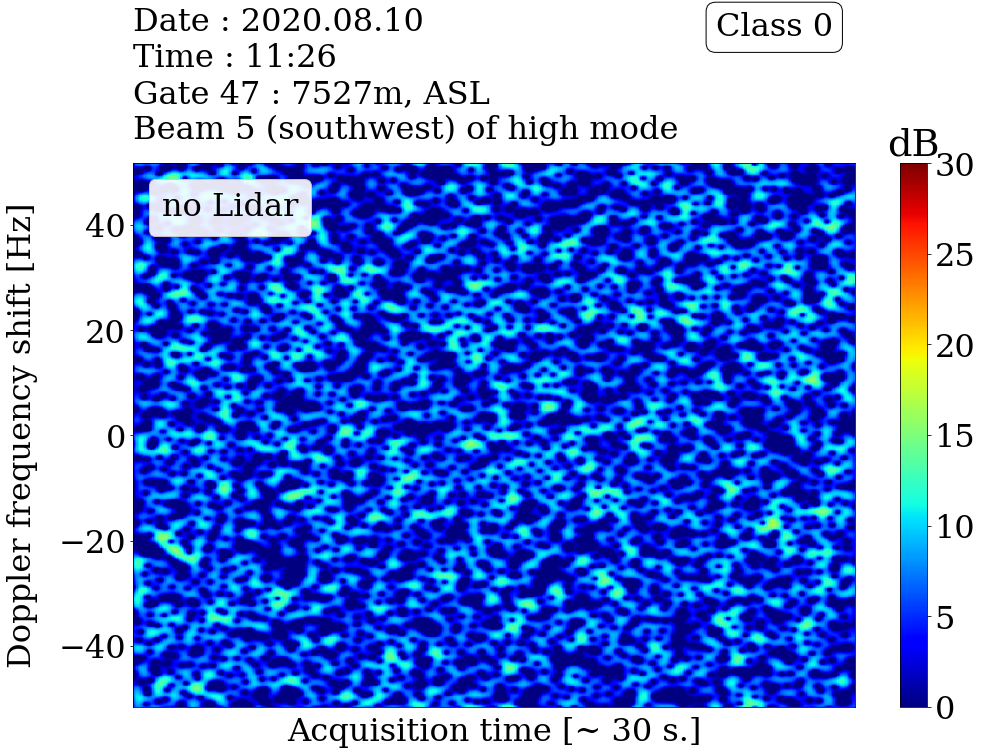 Date : 2020.08.10
Time : 11:26
Gate 47 : 7527m, ASL
Beam 5 (southwest) of high mode
Class 0
dB
no Lidar
Doppler frequency shift [Hz]
40
20
0
−20
−40
30
25
20
15
10
5
0
Acquisition time [~ 30 s.]